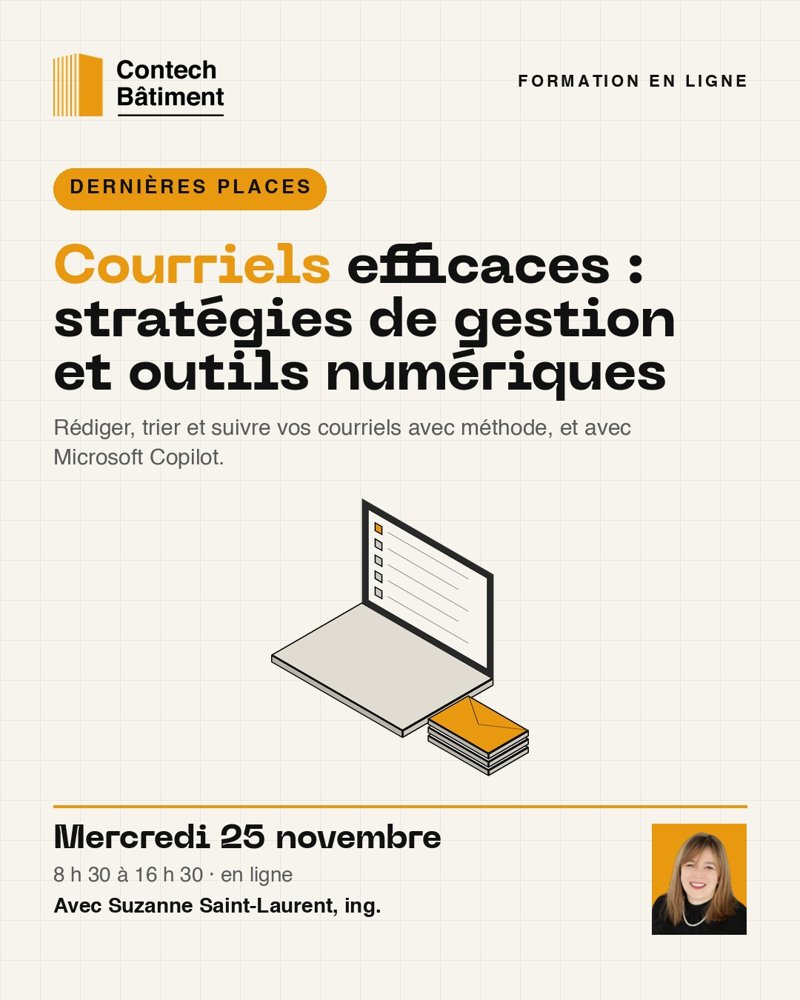 Contech
Bâtiment
FORMATION EN LIGNE
DERNIÈRES PLACES
Courriels efficaces :
stratégies de gestion
et outils numériques
Rédiger, trier et suivre vos courriels avec méthode, et avec
Microsoft Copilot.
Mercredi 25 novembre
8 h 30 à 16 h 30 · en ligne
Avec Suzanne Saint-Laurent, ing.